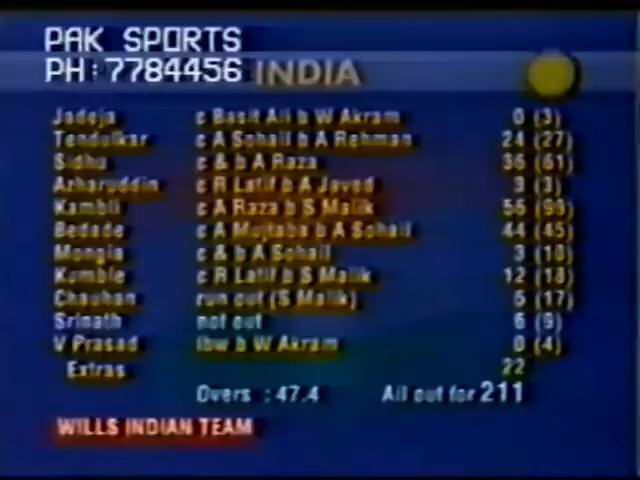 PAK SPORTS
PH:7784456 INDIA
Jadeja c Basit Ali b W Akram 0 (3)
Tendulkar c A Sohail b A Rehman 24 (27)
Sidhu c & b A Raza 36 (61)
Azharuddin c R Latif b A Javed 3 (3)
Kambli c A Raza b S Malik 56 (99)
Bedade c A Mujtaba b A Sohail 44 (45)
Mongia c & b A Sohail 3 (18)
Kumble c R Latif b S Malik 12 (18)
Chauhan run out (S Malik) 5 (17)
Srinath not out 6 (9)
V Prasad lbw b W Akram 0 (4)
Extras 22
Overs : 47.4 All out for 211
WILLS INDIAN TEAM